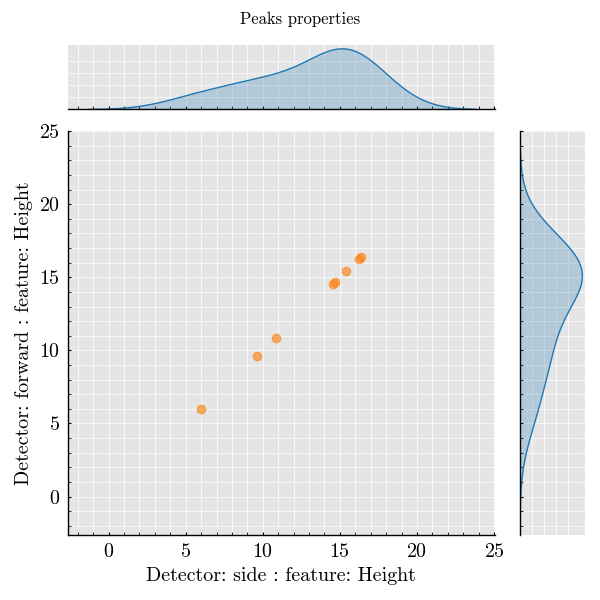 Peaks properties
25
20
15
10
5
0
Detector: forward : feature: Height
0 5 10 15 20 25
Detector: side : feature: Height